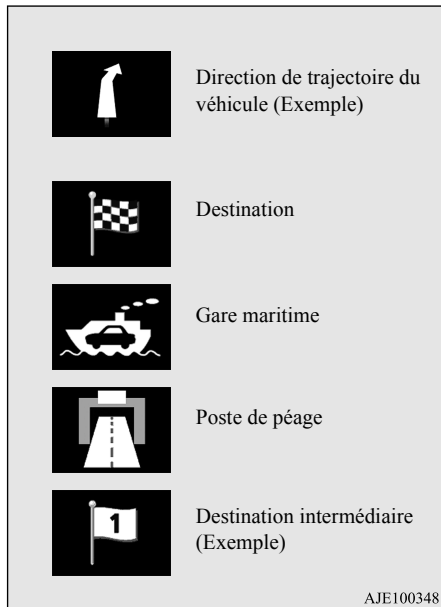 Direction de trajectoire du
véhicule (Exemple)
Destination
Gare maritime
Poste de péage
1
Destination intermédiaire
(Exemple)
AJE100348